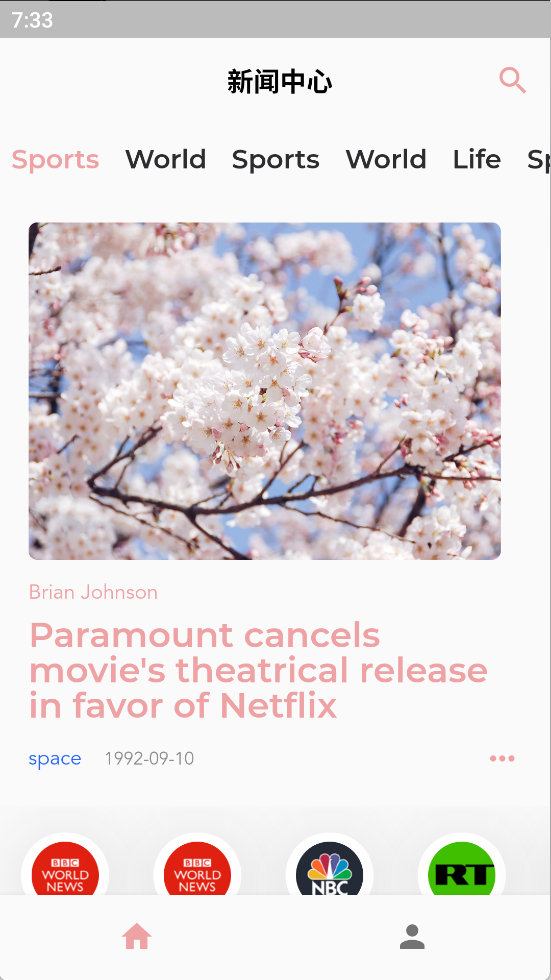 7:33
新闻中心
Sports World Sports World Life Sp
Brian Johnson
Paramount cancels
movie's theatrical release
in favor of Netflix
space 1992-09-10
BBC BBC
WORLD WORLD NBC RT
NEWS NEWS